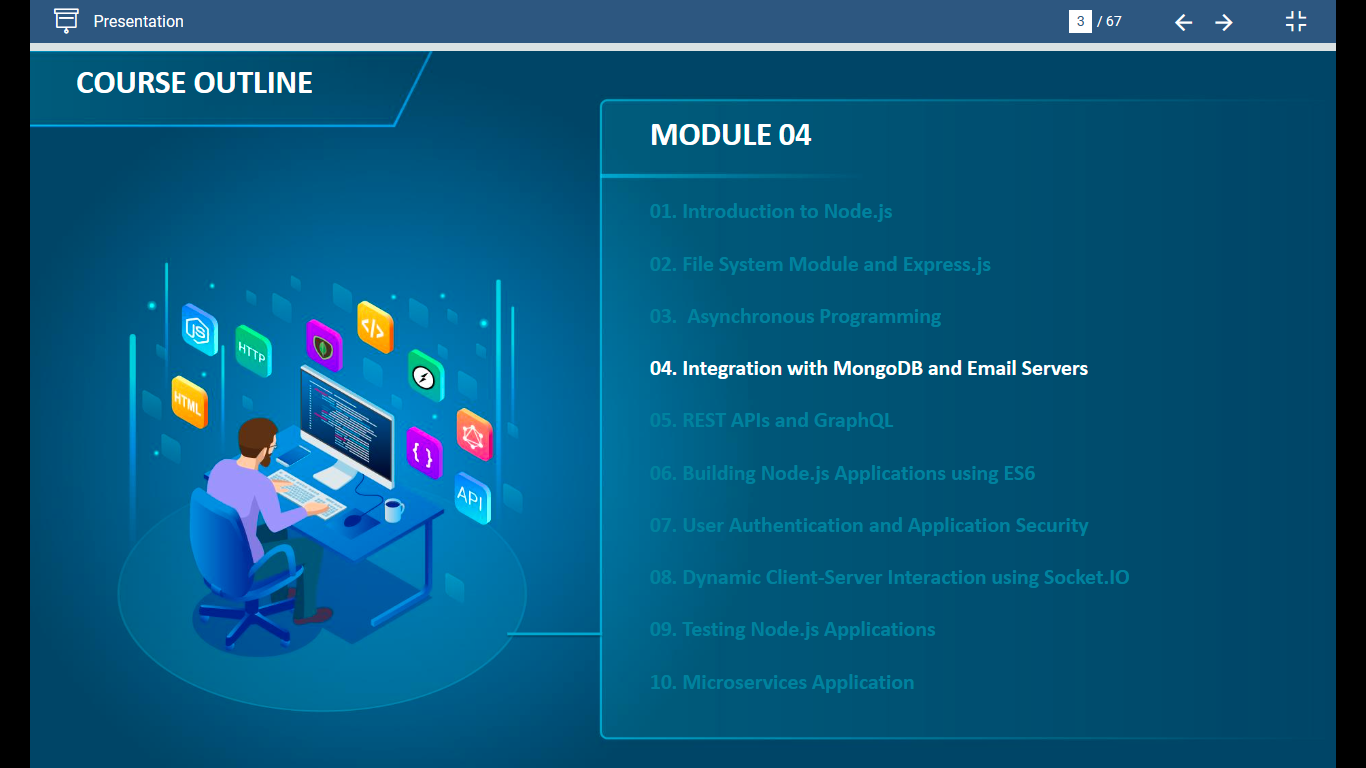 Presentation
3 / 67
COURSE OUTLINE
MODULE 04
01. Introduction to Node.js
02. File System Module and Express.js
03. Asynchronous Programming
04. Integration with MongoDB and Email Servers
05. REST APIs and GraphQL
06. Building Node.js Applications using ES6
07. User Authentication and Application Security
08. Dynamic Client-Server Interaction using Socket.IO
09. Testing Node.js Applications
10. Microservices Application
JS
HTTP
</>
HTML
{ }
API